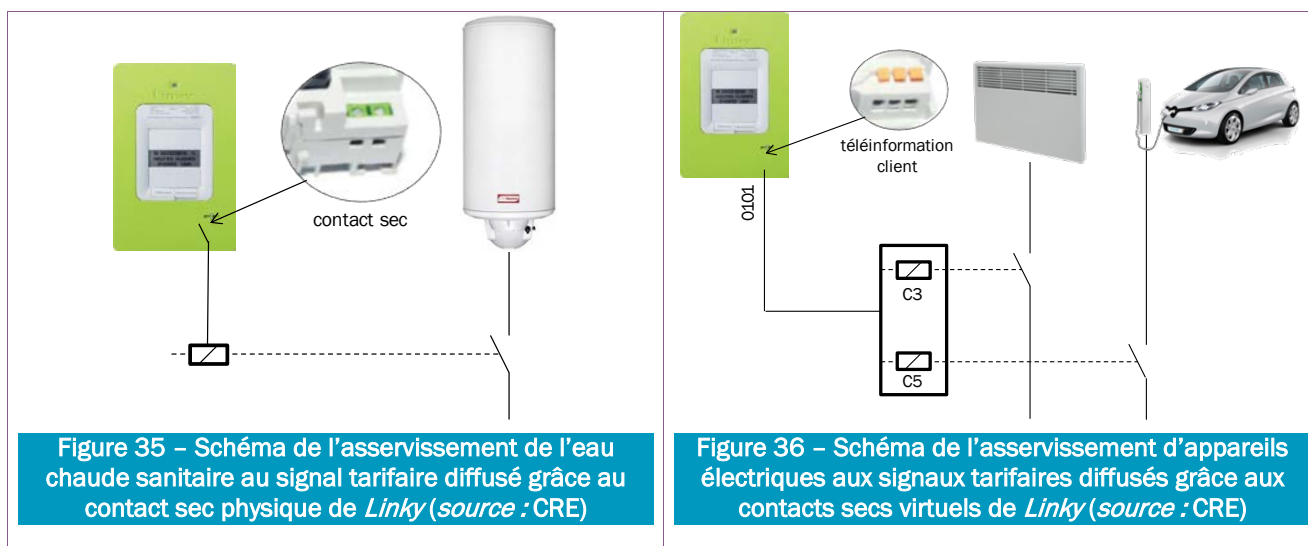 contact sec
Figure 35 – Schéma de l'asservissement de l'eau
chaude sanitaire au signal tarifaire diffusé grâce au
contact sec physique de Linky (source : CRE)
téléinformation
client
0101
C3
C5
Figure 36 – Schéma de l'asservissement d'appareils
électriques aux signaux tarifaires diffusés grâce aux
contacts secs virtuels de Linky (source : CRE)